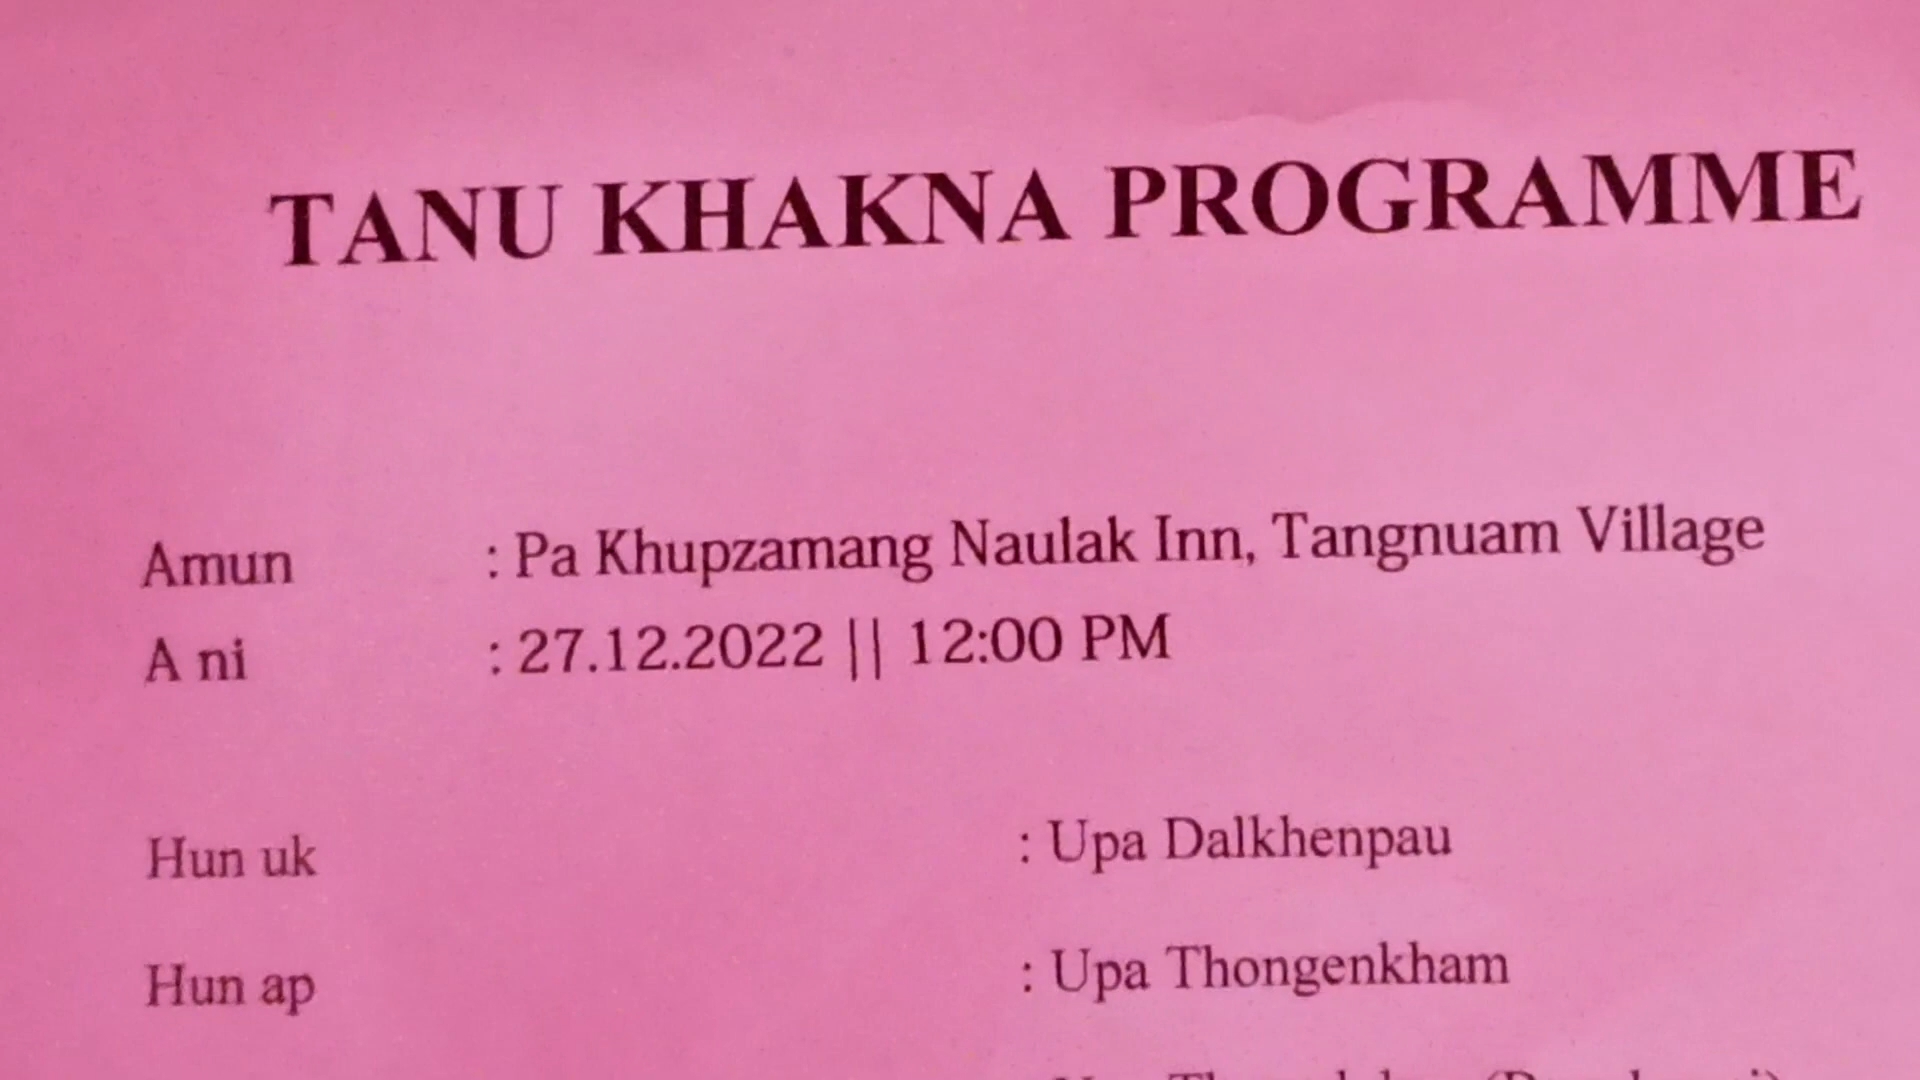 TANU KHAKNA PROGRAMME
Amun : Pa Khupzamang Naulak Inn, Tangnuam Village
A ni : 27.12.2022 || 12:00 PM
Hun uk : Upa Dalkhenpau
Hun ap : Upa Thongenkham